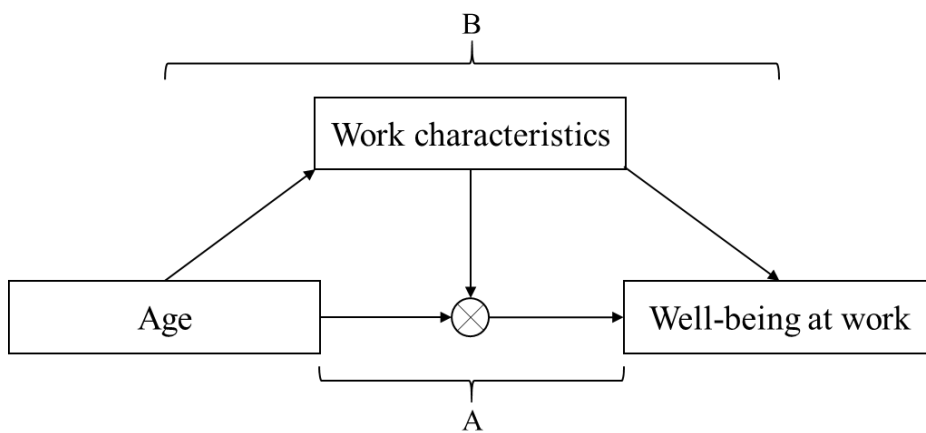 B
Work characteristics
Age
Well-being at work
A